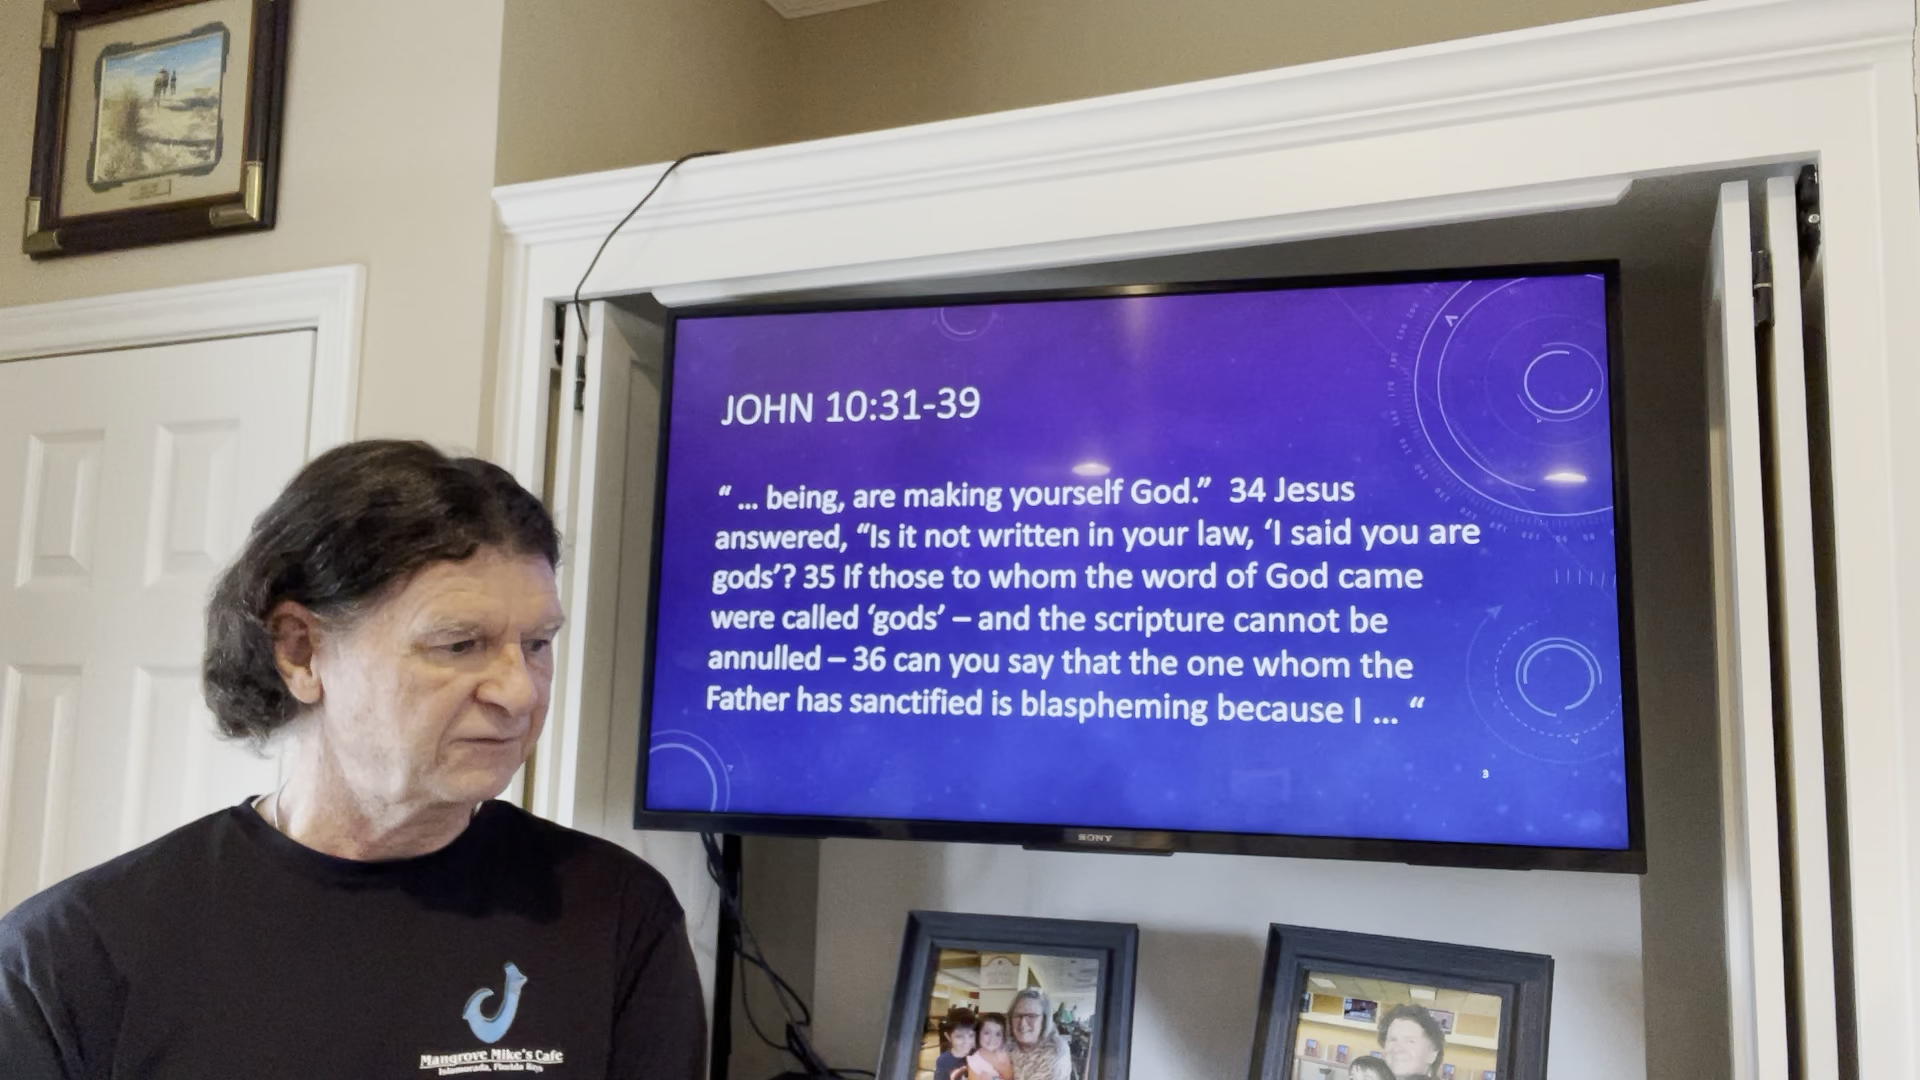 JOHN 10:31-39
“ ... being, are making yourself God.” 34 Jesus
answered, “Is it not written in your law, ‘I said you are
gods’? 35 If those to whom the word of God came
were called ‘gods’ – and the scripture cannot be
annulled – 36 can you say that the one whom the
Father has sanctified is blaspheming because I ... “
3
SONY
Mangrove Mike's Cafe
Islamorada, Florida Keys